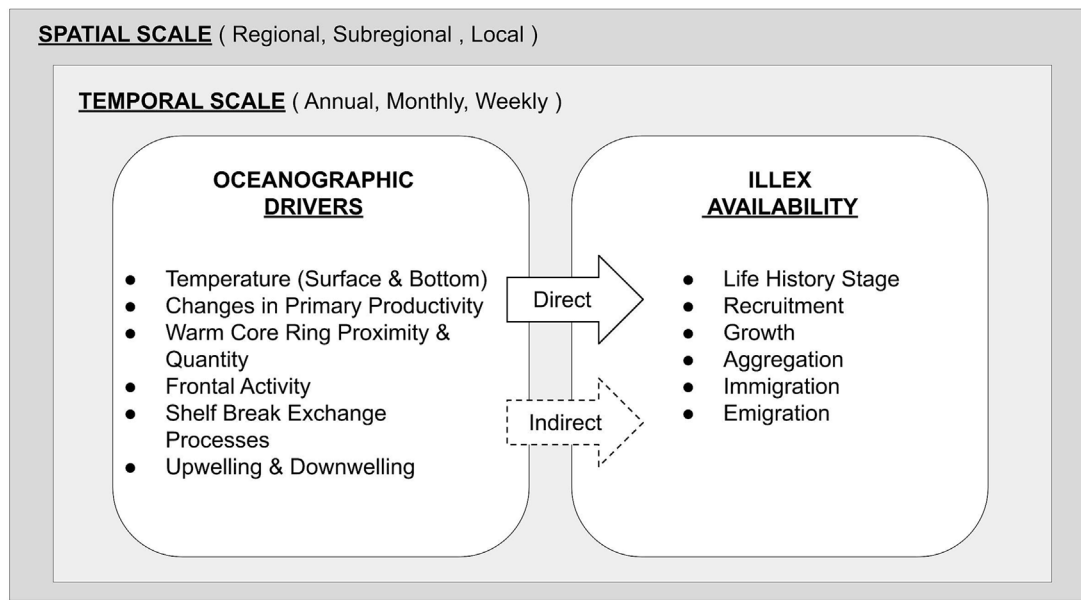 SPATIAL SCALE ( Regional, Subregional , Local )
TEMPORAL SCALE ( Annual, Monthly, Weekly )
OCEANOGRAPHIC
DRIVERS
● Temperature (Surface & Bottom)
● Changes in Primary Productivity
● Warm Core Ring Proximity &
Quantity
● Frontal Activity
● Shelf Break Exchange
Processes
● Upwelling & Downwelling
Direct
Indirect
ILLEX
AVAILABILITY
● Life History Stage
● Recruitment
● Growth
● Aggregation
● Immigration
● Emigration